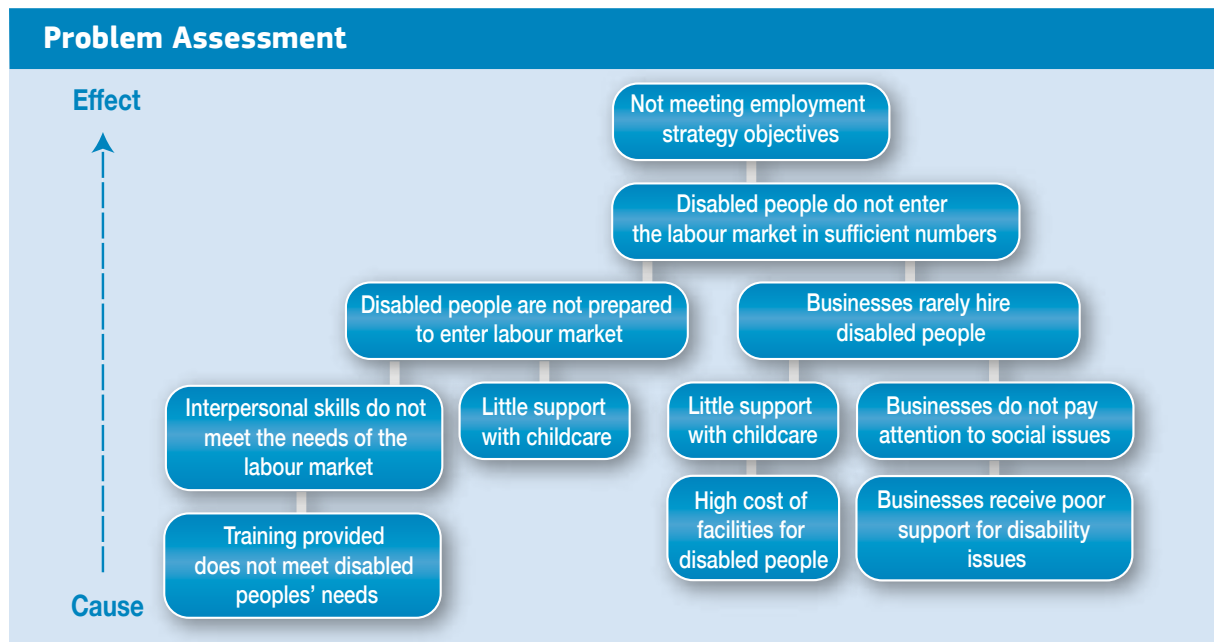 Problem Assessment
Effect
Not meeting employment
strategy objectives
Disabled people do not enter
the labour market in sufficient numbers
Disabled people are not prepared
to enter labour market
Businesses rarely hire
disabled people
Interpersonal skills do not
meet the needs of the
labour market
Little support
with childcare
Little support
with childcare
Businesses do not pay
attention to social issues
Training provided
does not meet disabled
peoples’ needs
High cost of
facilities for
disabled people
Businesses receive poor
support for disability
issues
Cause